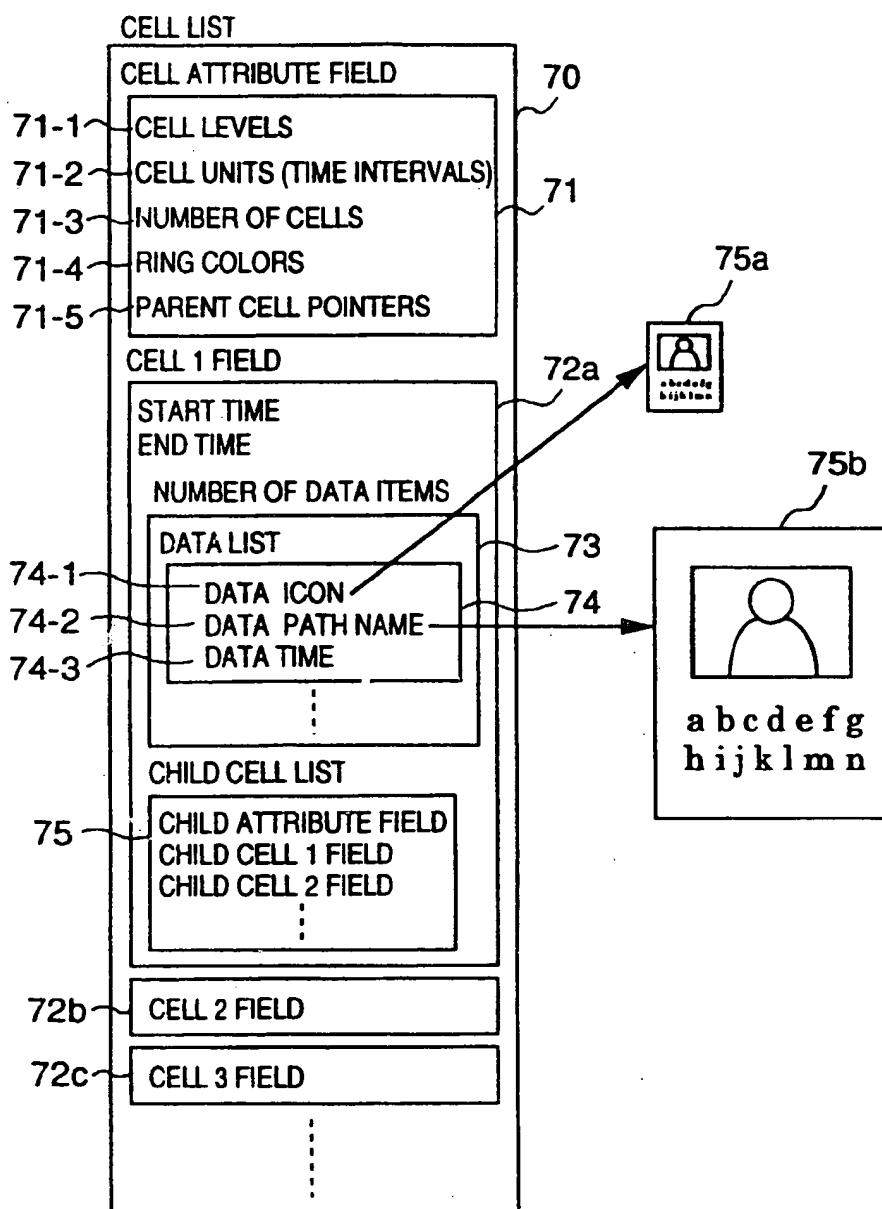 CELL LIST
CELL ATTRIBUTE FIELD
70
71-1 CELL LEVELS
71-2 CELL UNITS (TIME INTERVALS)
71
71-3 NUMBER OF CELLS
71-4 RING COLORS
71-5 PARENT CELL POINTERS
75a
abcdefg
hijklmn
CELL 1 FIELD
72a
START TIME
END TIME
NUMBER OF DATA ITEMS
75b
DATA LIST
73
74-1 DATA ICON
74
74-2 DATA PATH NAME
74-3 DATA TIME
abcdefg
hijklmn
CHILD CELL LIST
75 CHILD ATTRIBUTE FIELD
CHILD CELL 1 FIELD
CHILD CELL 2 FIELD
72b CELL 2 FIELD
72c CELL 3 FIELD